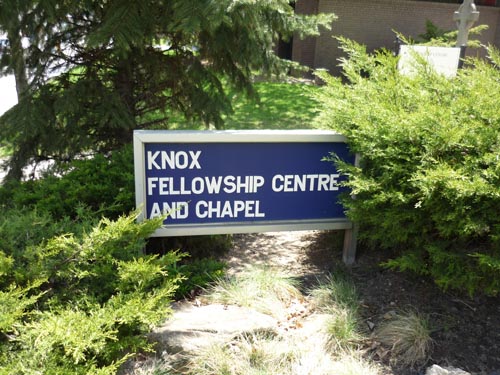 KNOX
FELLOWSHIP CENTRE
AND CHAPEL